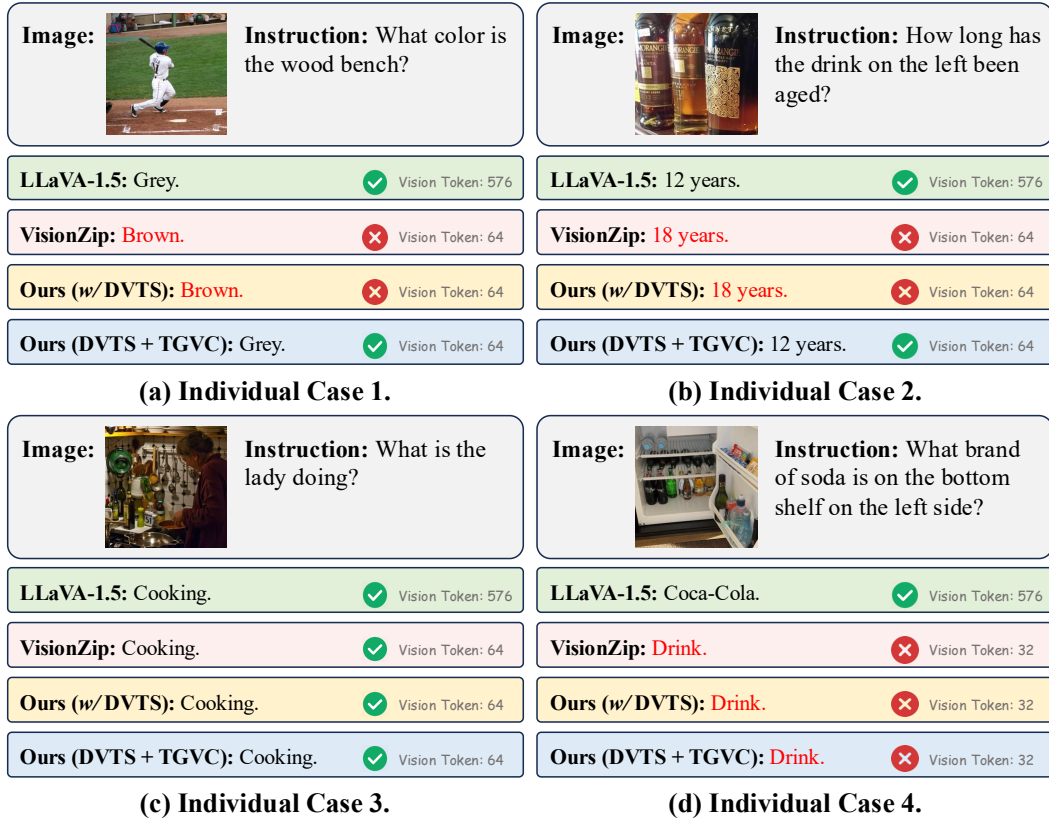 Image:
Instruction: What color is
the wood bench?
LLaVA-1.5: Grey.
Vision Token: 576
VisionZip: Brown.
Vision Token: 64
Ours (w/ DVTS): Brown.
Vision Token: 64
Ours (DVTS + TGVC): Grey.
Vision Token: 64
(a) Individual Case 1.
Image:
MORANGIE
Instruction: How long has
the drink on the left been
aged?
LLaVA-1.5: 12 years.
Vision Token: 576
VisionZip: 18 years.
Vision Token: 64
Ours (w/ DVTS): 18 years.
Vision Token: 64
Ours (DVTS + TGVC): 12 years.
Vision Token: 64
(b) Individual Case 2.
Image:
Instruction: What is the
lady doing?
LLaVA-1.5: Cooking.
Vision Token: 576
VisionZip: Cooking.
Vision Token: 64
Ours (w/ DVTS): Cooking.
Vision Token: 64
Ours (DVTS + TGVC): Cooking.
Vision Token: 64
(c) Individual Case 3.
Image:
Instruction: What brand
of soda is on the bottom
shelf on the left side?
LLaVA-1.5: Coca-Cola.
Vision Token: 576
VisionZip: Drink.
Vision Token: 32
Ours (w/ DVTS): Drink.
Vision Token: 32
Ours (DVTS + TGVC): Drink.
Vision Token: 32
(d) Individual Case 4.